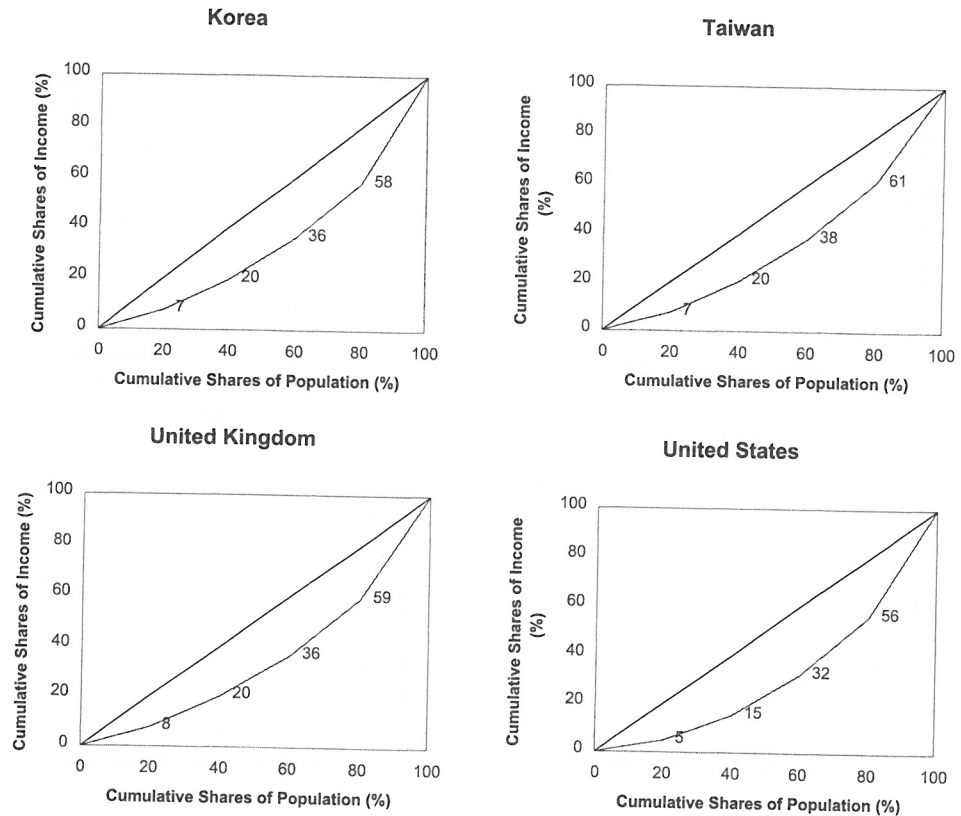 Korea
Cumulative Shares of Income (%)
100
80
60
40
20
0
58
36
20
7
0 20 40 60 80 100
Cumulative Shares of Population (%)
Taiwan
Cumulative Shares of Income
(%)
100
80
60
40
20
0
61
38
20
7
0 20 40 60 80 100
Cumulative Shares of Population (%)
United Kingdom
Cumulative Shares of Income (%)
100
80
60
40
20
0
59
36
20
8
0 20 40 60 80 100
Cumulative Shares of Population (%)
United States
Cumulative Shares of Income
(%)
100
80
60
40
20
0
56
32
15
5
0 20 40 60 80 100
Cumulative Shares of Population (%)